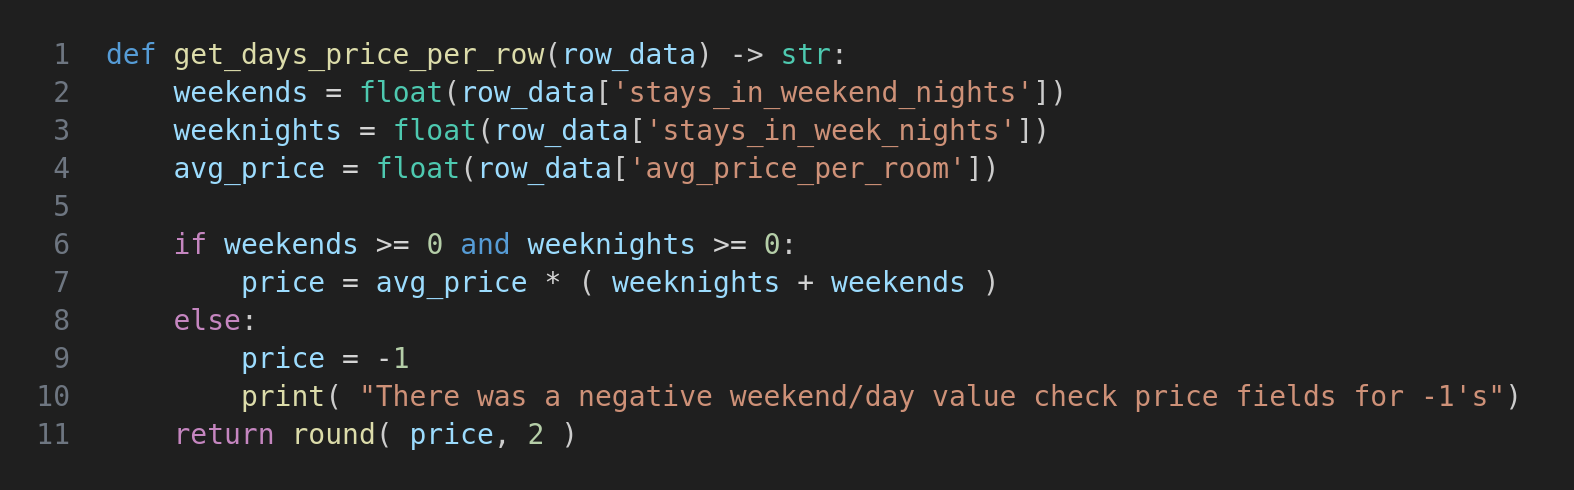 1 def get_days_price_per_row(row_data) -> str:
2     weekends = float(row_data['stays_in_weekend_nights'])
3     weeknights = float(row_data['stays_in_week_nights'])
4     avg_price = float(row_data['avg_price_per_room'])
5
6     if weekends >= 0 and weeknights >= 0:
7         price = avg_price * ( weeknights + weekends )
8     else:
9         price = -1
10         print( "There was a negative weekend/day value check price fields for -1's")
11     return round( price, 2 )